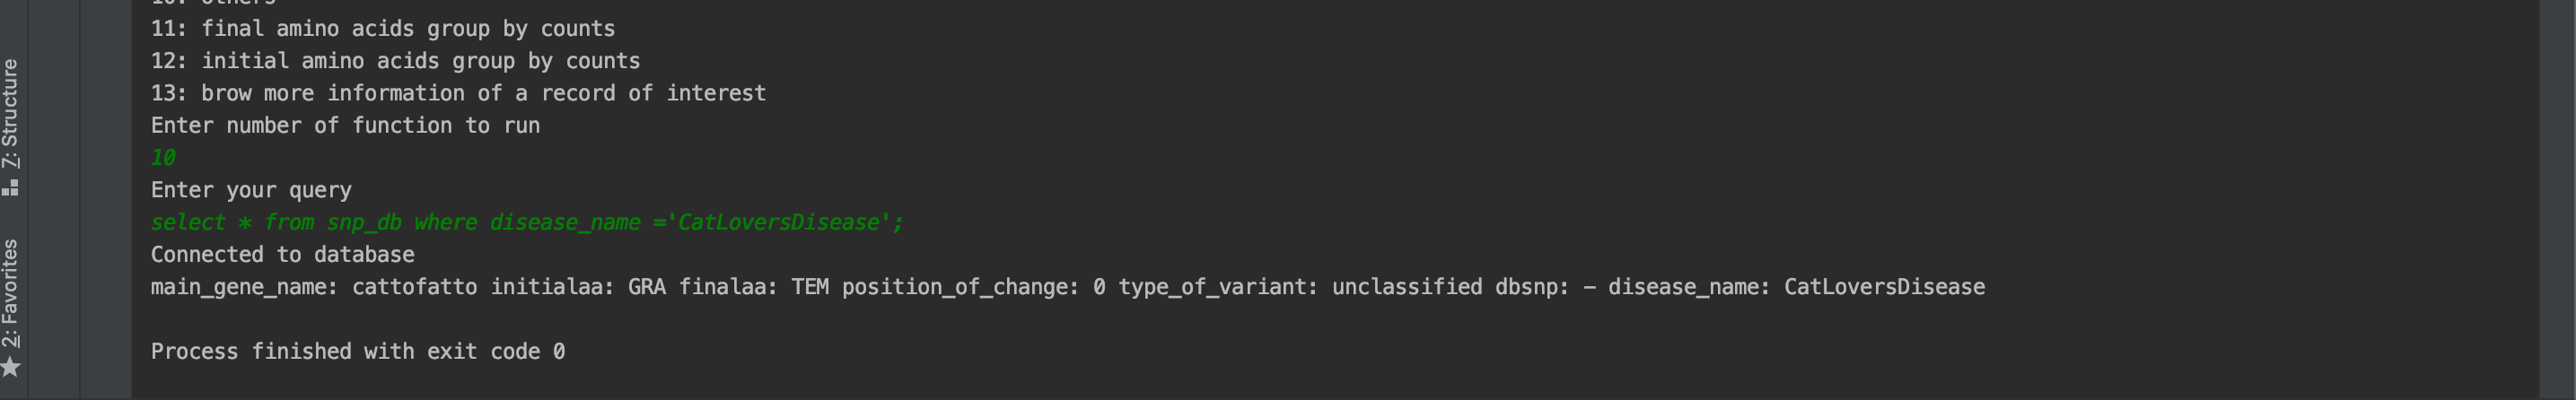 10: others
11: final amino acids group by counts
12: initial amino acids group by counts
13: brow more information of a record of interest
Enter number of function to run
10
Enter your query
select * from snp_db where disease_name ='CatLoversDisease';
Connected to database
main_gene_name: cattofatto initialaa: GRA finalaa: TEM position_of_change: 0 type_of_variant: unclassified dbsnp: – disease_name: CatLoversDisease
Process finished with exit code 0
7: Structure
2: Favorites